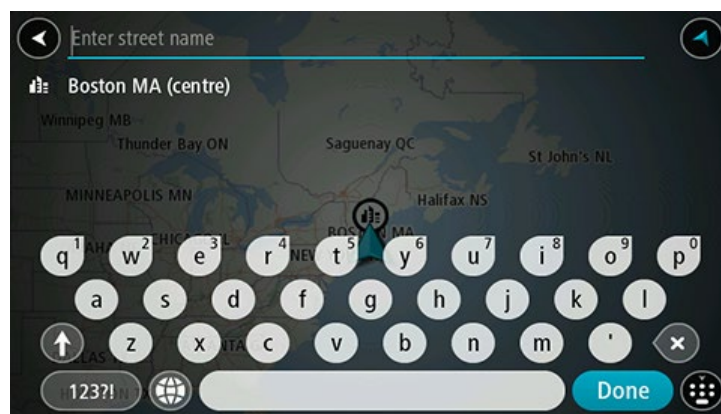 Enter street name
Boston MA (centre)
Winnipeg MB
Thunder Bay ON
Saguenay QC
St John's NL
MINNEAPOLIS MN
Halifax NS
q1 w2 e3 r4 t5 y6 u7 i8 o9 p0
a s d f g h j k l
z x c v b n m '
123?! Done